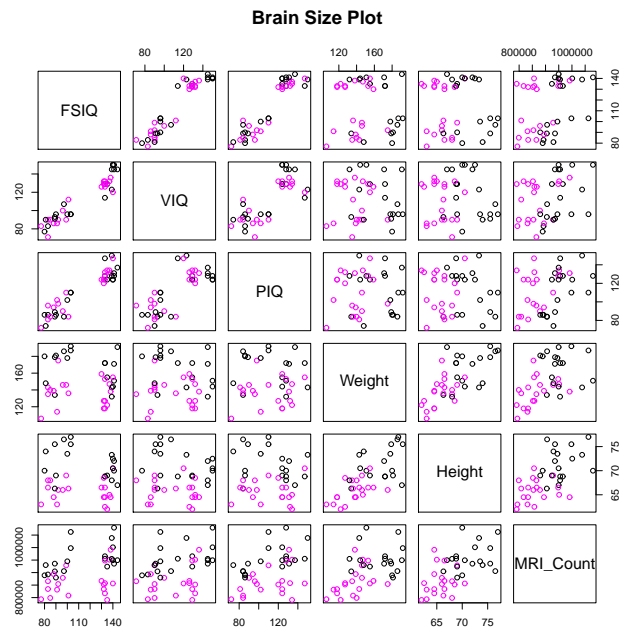 Brain Size Plot
80 120
120 160
800000 1000000
FSIQ
80 100 120 140
VIQ
80 120
PIQ
80 120
Weight
120 160
Height
65 70 75
MRI_Count
800000 1000000
80 100 140
80 120
65 70 75